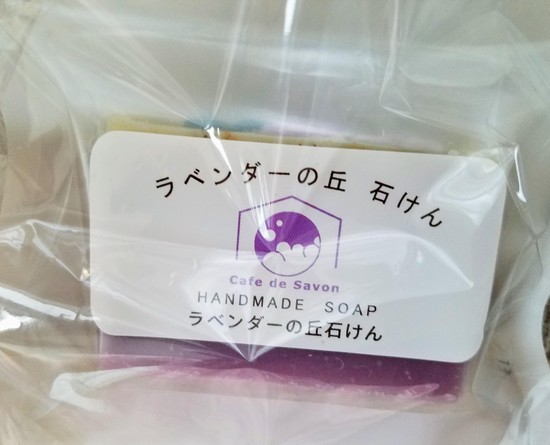 ラベンダーの丘 石けん
Cafe de Savon
HANDMADE SOAP
ラベンダーの丘石けん